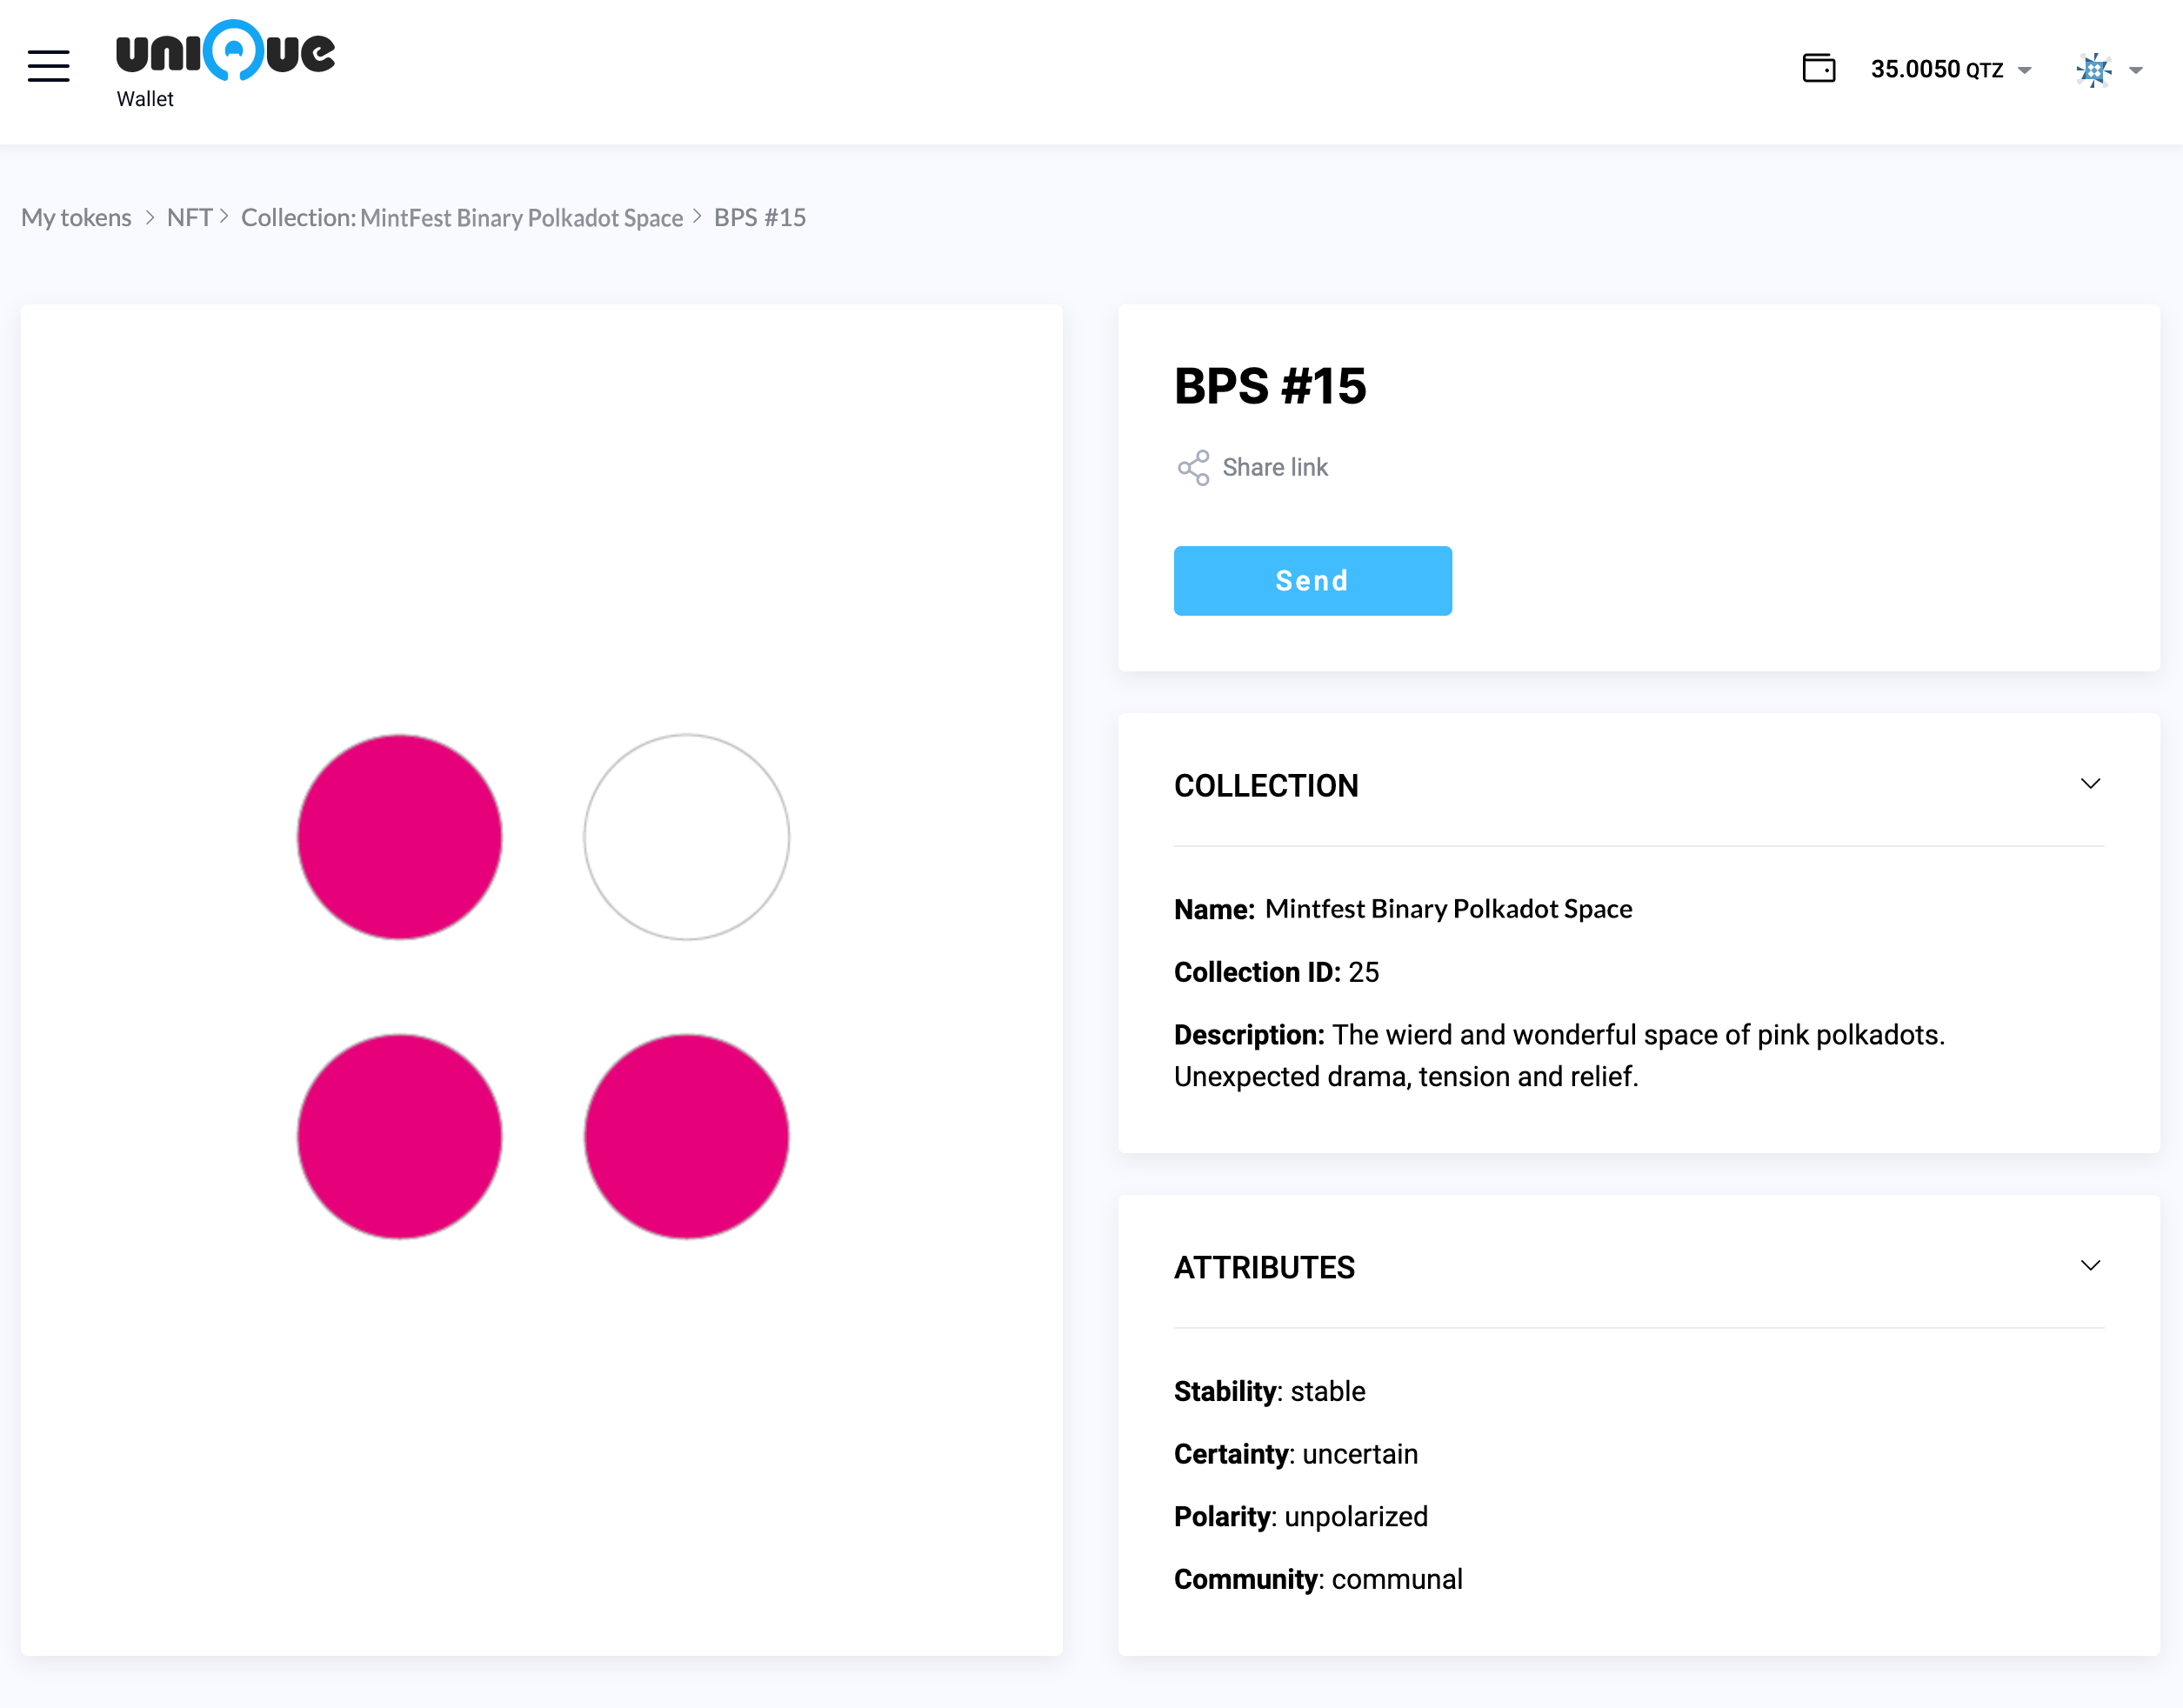 uniQue
Wallet
35.0050 QTZ
My tokens > NFT > Collection: MintFest Binary Polkadot Space > BPS #15
BPS #15
Share link
Send
COLLECTION
Name: Mintfest Binary Polkadot Space
Collection ID: 25
Description: The wierd and wonderful space of pink polkadots.
Unexpected drama, tension and relief.
ATTRIBUTES
Stability: stable
Certainty: uncertain
Polarity: unpolarized
Community: communal